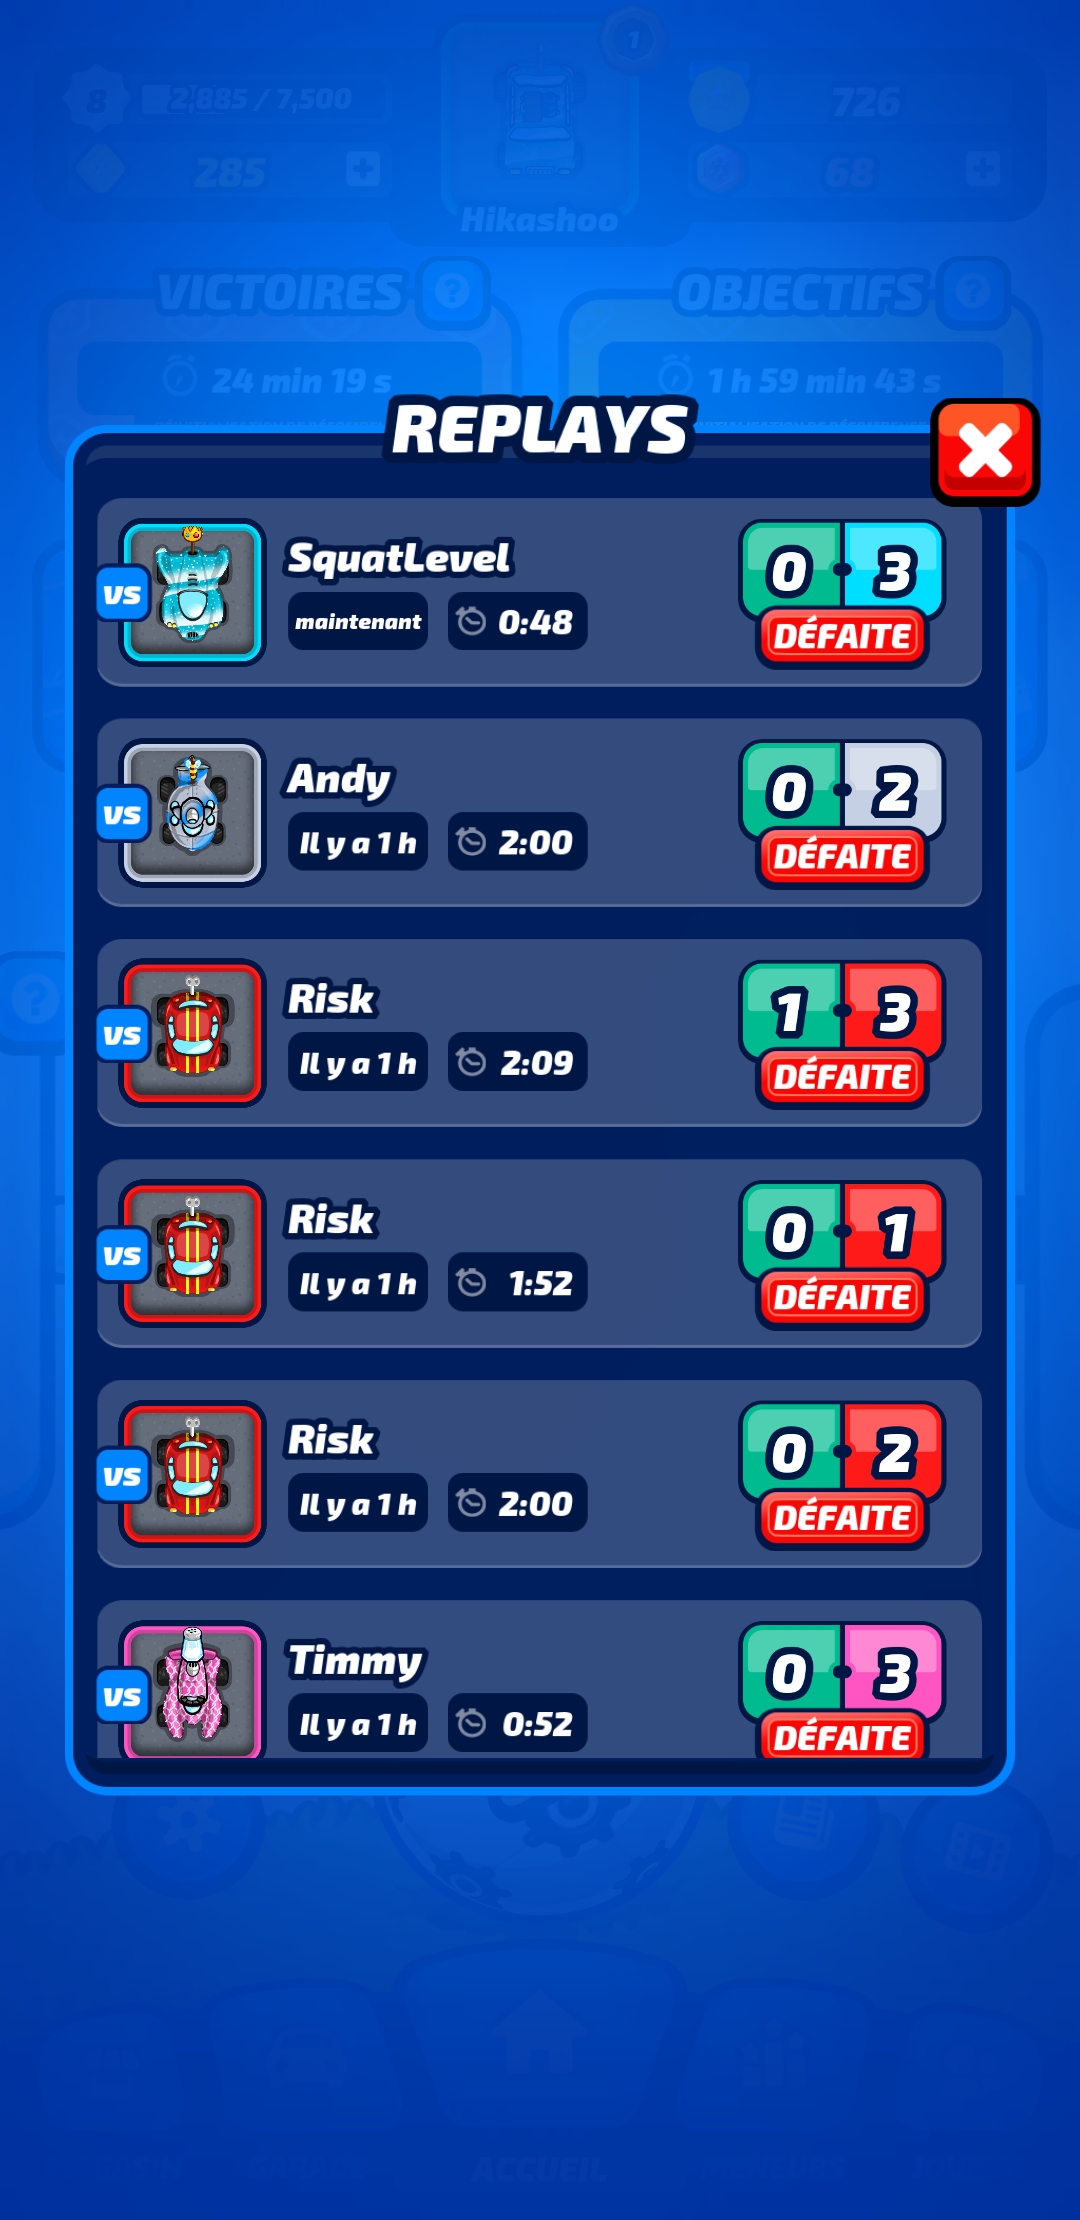 1
8
2,885 / 7,500
726
285
68
Hikashoo
VICTOIRES
?
OBJECTIFS
?
24 min 19 s
1 h 59 min 43 s
REPLAYS
VS
SquatLevel
maintenant
0:48
0 - 3
DÉFAITE
VS
Andy
Il y a 1 h
2:00
0 - 2
DÉFAITE
VS
Risk
Il y a 1 h
2:09
1 - 3
DÉFAITE
VS
Risk
Il y a 1 h
1:52
0 - 1
DÉFAITE
VS
Risk
Il y a 1 h
2:00
0 - 2
DÉFAITE
VS
Timmy
Il y a 1 h
0:52
0 - 3
DÉFAITE
?
ACCUEIL